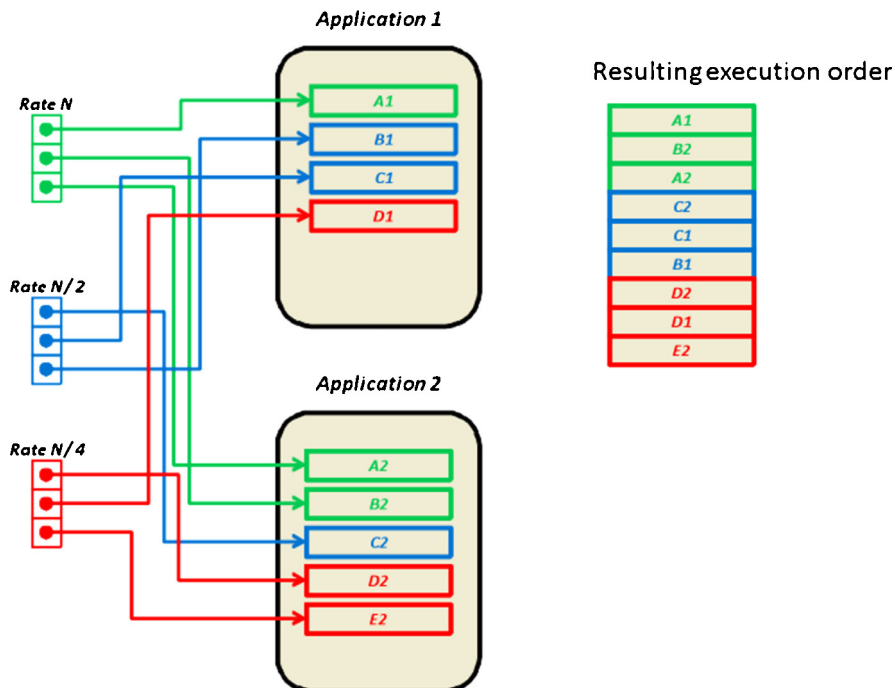 Application 1
Rate N
A1
B1
C1
D1
Rate N/2
Application 2
Rate N/4
A2
B2
C2
D2
E2
Resulting execution order
A1
B2
A2
C2
C1
B1
D2
D1
E2